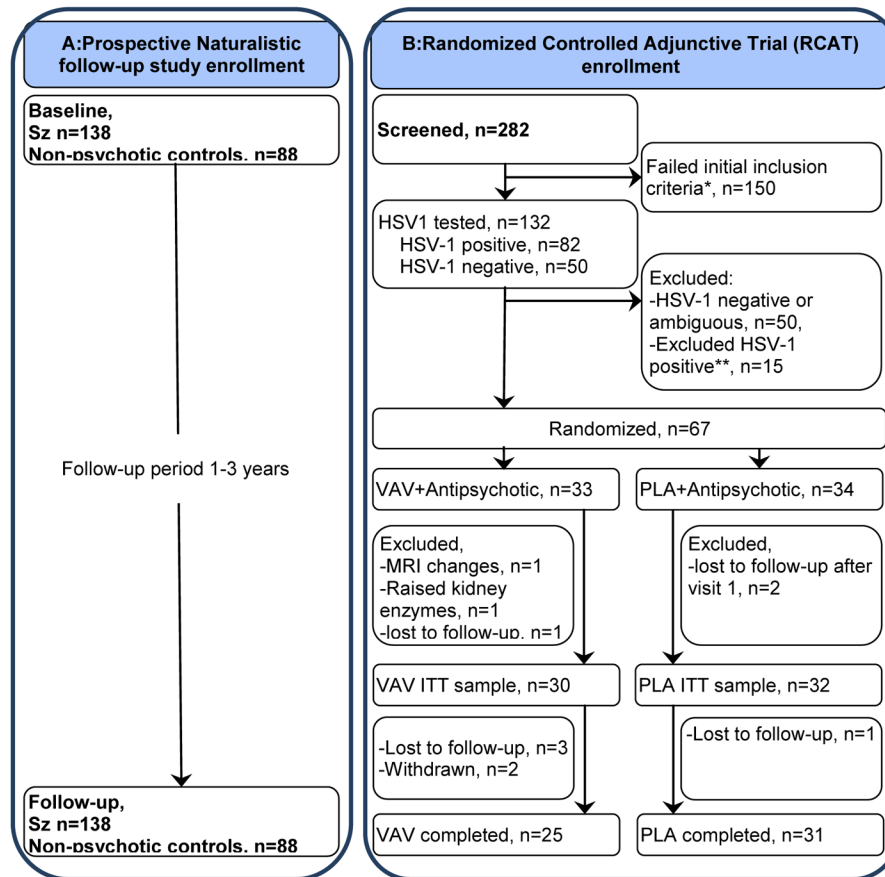 A:Prospective Naturalistic
follow-up study enrollment
Baseline,
Sz n=138
Non-psychotic controls, n=88
Follow-up period 1-3 years
Follow-up,
Sz n=138
Non-psychotic controls, n=88
B:Randomized Controlled Adjunctive Trial (RCAT)
enrollment
Screened, n=282
Failed initial inclusion
criteria*, n=150
HSV1 tested, n=132
HSV-1 positive, n=82
HSV-1 negative, n=50
Excluded:
-HSV-1 negative or
ambiguous, n=50,
-Excluded HSV-1
positive**, n=15
Randomized, n=67
VAV+Antipsychotic, n=33
PLA+Antipsychotic, n=34
Excluded,
-MRI changes, n=1
-Raised kidney
enzymes, n=1
-lost to follow-up, n=1
Excluded,
-lost to follow-up after
visit 1, n=2
VAV ITT sample, n=30
PLA ITT sample, n=32
-Lost to follow-up, n=3
-Withdrawn, n=2
-Lost to follow-up, n=1
VAV completed, n=25
PLA completed, n=31